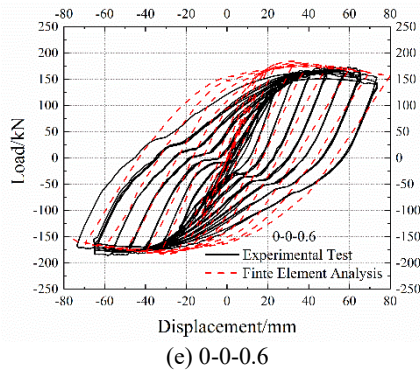 -80 -60 -40 -20 0 20 40 60 80
250 250
200 200
150 150
100 100
50 50
0 0
-50 -50
-100 -100
-150 -150
-200 -200
-250 -250
-80 -60 -40 -20 0 20 40 60 80
Load/kN
0-0-0.6
Experimental Test
Finte Element Analysis
Displacement/mm
(e) 0-0-0.6